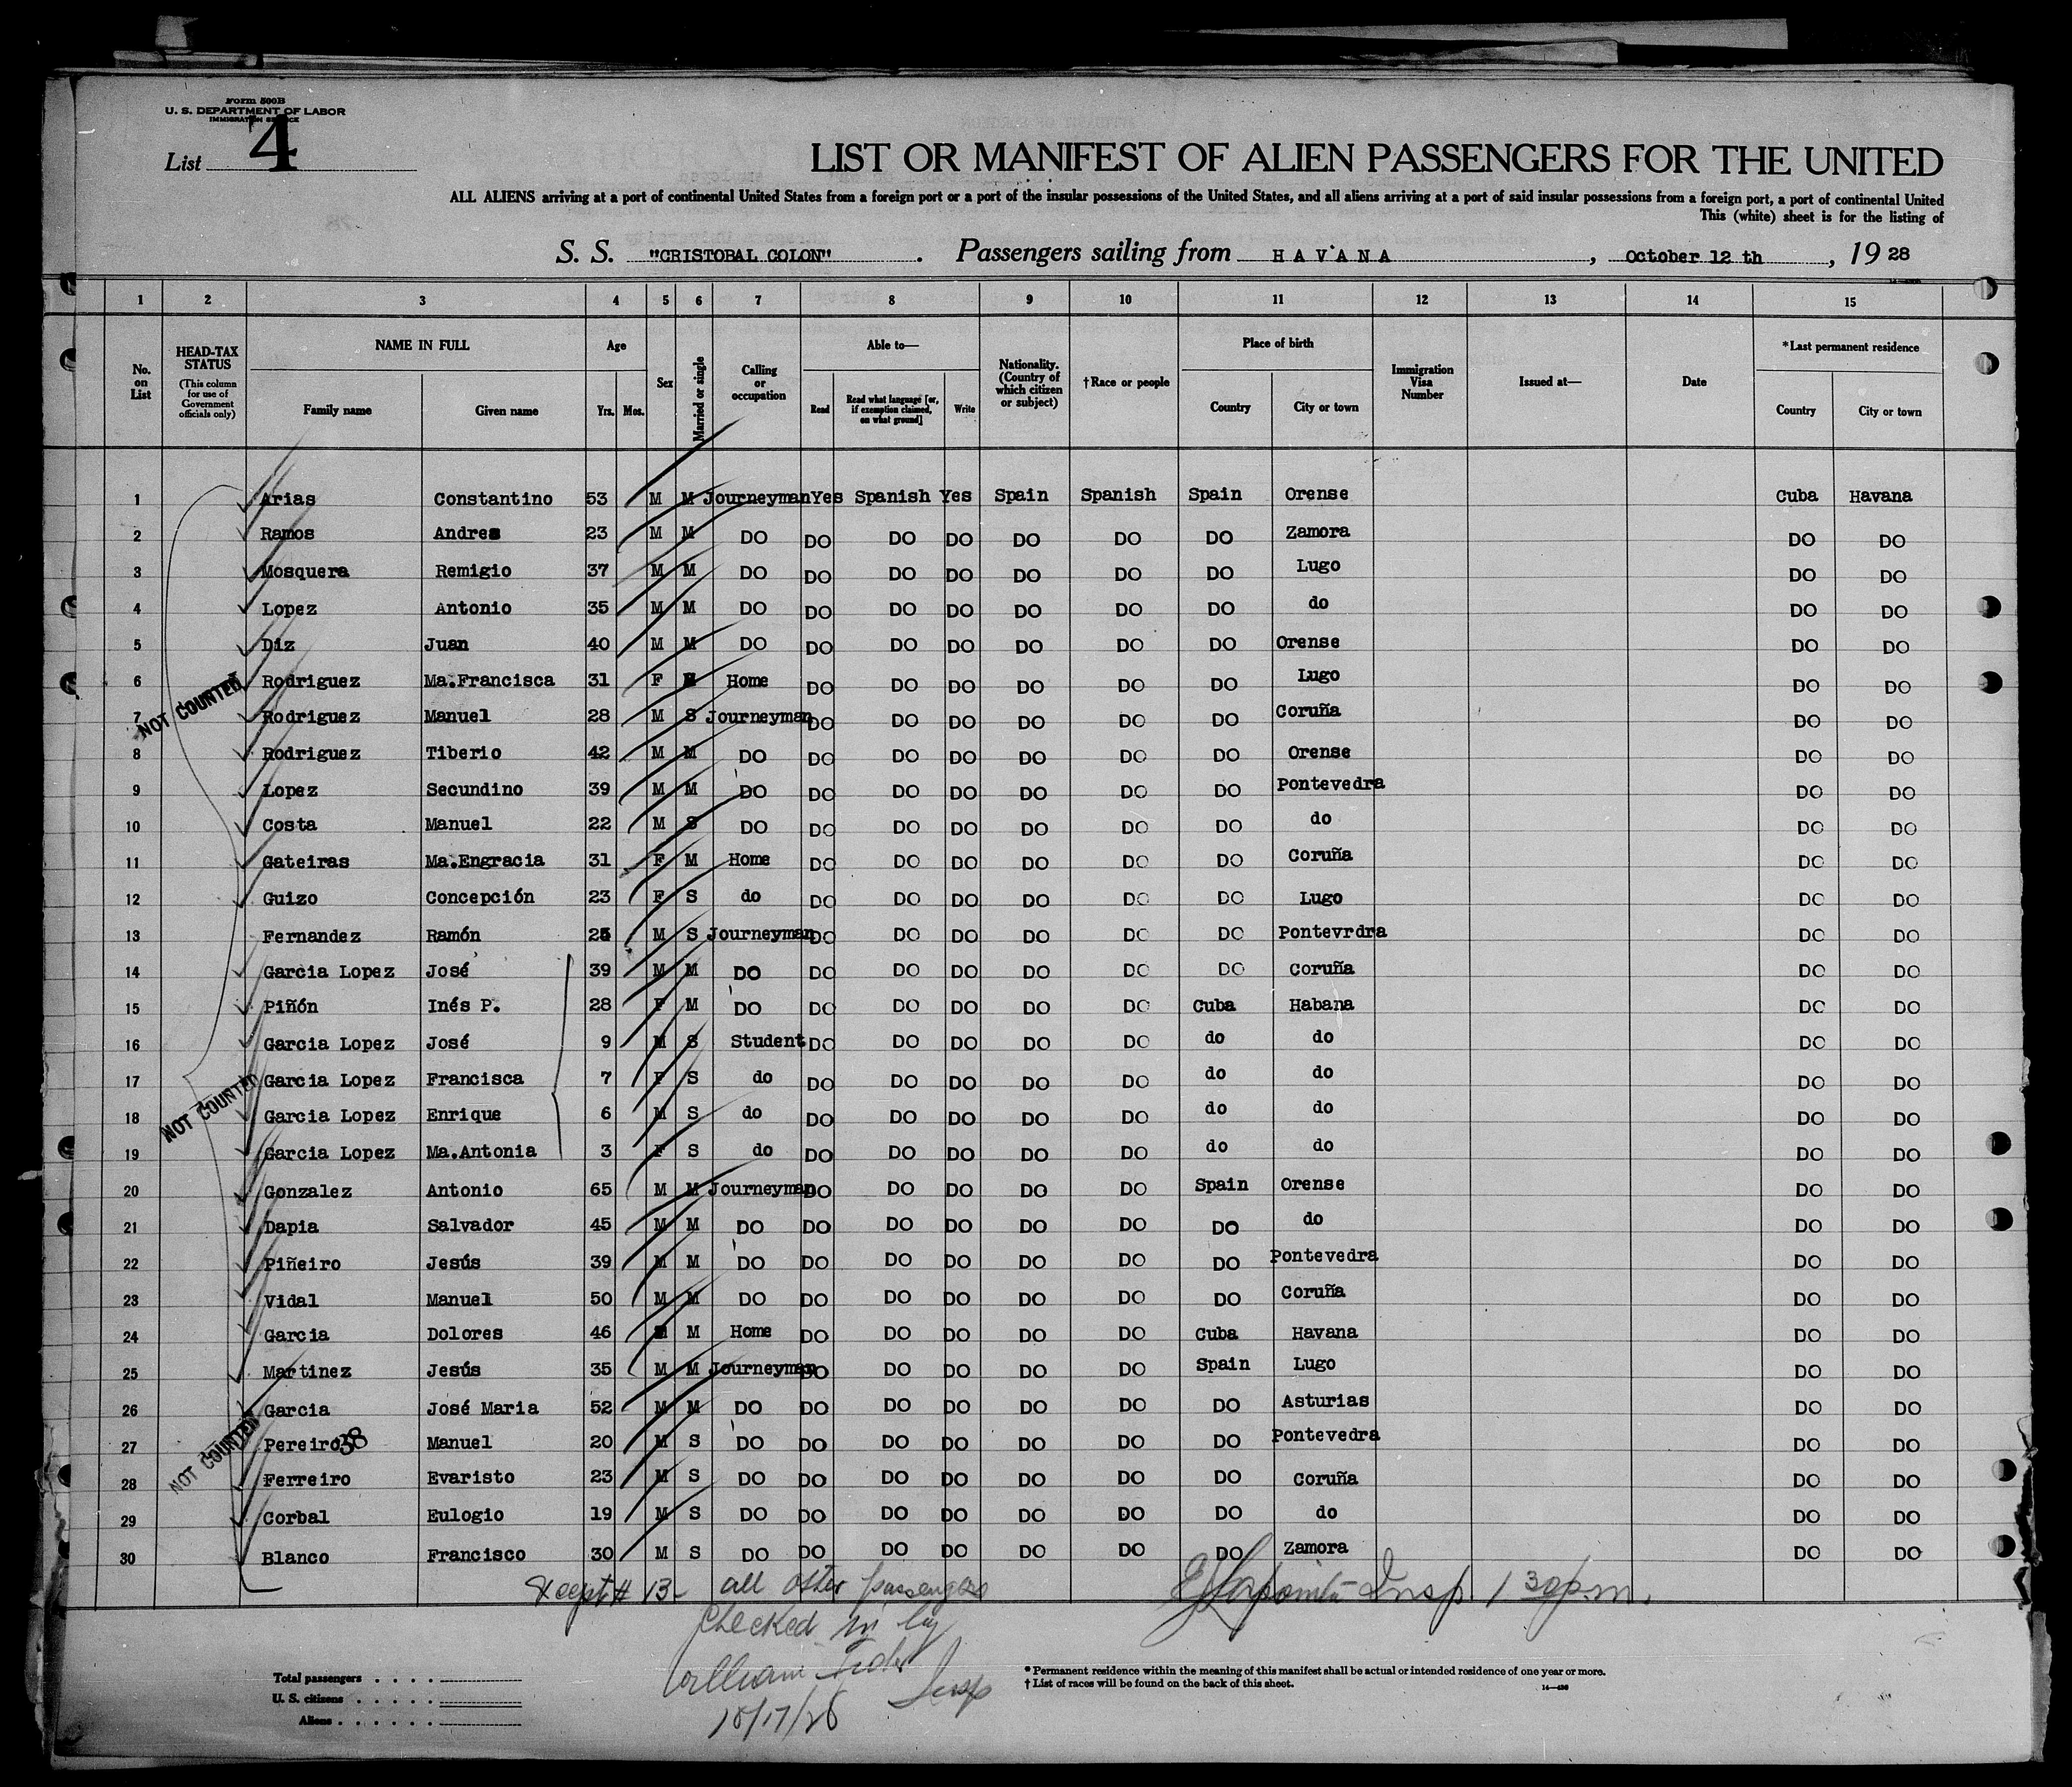 Form 500B
U. S. DEPARTMENT OF LABOR
IMMIGRATION SERVICE
List 4
LIST OR MANIFEST OF ALIEN PASSENGERS FOR THE UNITED
ALL ALIENS arriving at a port of continental United States from a foreign port or a port of the insular possessions of the United States, and all aliens arriving at a port of said insular possessions from a foreign port, a port of continental United
This (white) sheet is for the listing of
S. S. "CRISTOBAL COLON" . Passengers sailing from HAVANA , October 12 th , 19 28
1 2 3 4 5 6 7 8 9 10 11 12 13 14 15
No. on List
HEAD-TAX STATUS (This column for use of Government officials only)
NAME IN FULL
Family name Given name
Age
Yrs. Mos.
Sex
Married or single
Calling or occupation
Able to—
Read
Read what language [or, if exemption claimed, on what ground]
Write
Nationality. (Country of which citizen or subject)
†Race or people
Place of birth
Country City or town
Immigration Visa Number
Issued at—
Date
*Last permanent residence
Country City or town
1 Arias Constantino 53 M M Journeyman Yes Spanish Yes Spain Spanish Spain Orense Cuba Havana
2 Ramos Andres 23 M M DO DO DO DO DO DO DO Zamora DO DO
3 Mosquera Remigio 37 M M DO DO DO DO DO DO DO Lugo DO DO
4 Lopez Antonio 35 M M DO DO DO DO DO DO DO do DO DO
5 Diz Juan 40 M M DO DO DO DO DO DO DO Orense DO DO
6 Rodriguez Ma.Francisca 31 F Home DO DO DO DO DO DO Lugo DO DO
7 Rodriguez Manuel 28 M S Journeyman DO DO DO DO DO DO Coruña DO DO
NOT COUNTED
8 Rodriguez Tiberio 42 M M DO DO DO DO DO DO DO Orense DO DO
9 Lopez Secundino 39 M M DO DO DO DO DO DO DO Pontevedra DO DO
10 Costa Manuel 22 M S DO DO DO DO DO DO DO do DO DO
11 Gateiras Ma.Engracia 31 F M Home DO DO DO DO DO DO Coruña DO DO
12 Guizo Concepción 23 F S do DO DO DO DO DO DO Lugo DO DO
13 Fernandez Ramón 25 M S Journeyman DO DO DO DO DO DO Pontevrdra DO DO
14 Garcia Lopez José 39 M M DO DO DO DO DO DO DO Coruña DO DO
15 Piñón Inés P. 28 F M DO DO DO DO DO DO Cuba Habana DO DO
16 Garcia Lopez José 9 M S Student DO DO DO DO DO do do DO DO
17 Garcia Lopez Francisca 7 F S do DO DO DO DO DO do do DO DO
18 Garcia Lopez Enrique 6 M S do DO DO DO DO DO do do DO DO
NOT COUNTED
19 Garcia Lopez Ma.Antonia 3 F S do DO DO DO DO DO do do DO DO
20 Gonzalez Antonio 65 M M Journeyman DO DO DO DO DO Spain Orense DO DO
21 Dapia Salvador 45 M M DO DO DO DO DO DO DO do DO DO
22 Piñeiro Jesús 39 M M DO DO DO DO DO DO DO Pontevedra DO DO
23 Vidal Manuel 50 M M DO DO DO DO DO DO DO Coruña DO DO
24 Garcia Dolores 46 M Home DO DO DO DO DO Cuba Havana DO DO
25 Martinez Jesús 35 M M Journeyman DO DO DO DO DO Spain Lugo DO DO
26 Garcia José Maria 52 M M DO DO DO DO DO DO DO Asturias DO DO
27 Pereiro 38 Manuel 20 M S DO DO DO DO DO DO DO Pontevedra DO DO
NOT COUNTED
28 Ferreiro Evaristo 23 M S DO DO DO DO DO DO DO Coruña DO DO
29 Corbal Eulogio 19 M S DO DO DO DO DO DO DO do DO DO
30 Blanco Francisco 30 M S DO DO DO DO DO DO DO Zamora DO DO
Except # 13 - all other passengers Insp. 1 30 p.m.
checked in by
William Insp
10/17/28
Total passengers
U. S. citizens
Aliens
* Permanent residence within the meaning of this manifest shall be actual or intended residence of one year or more.
† List of races will be found on the back of this sheet.